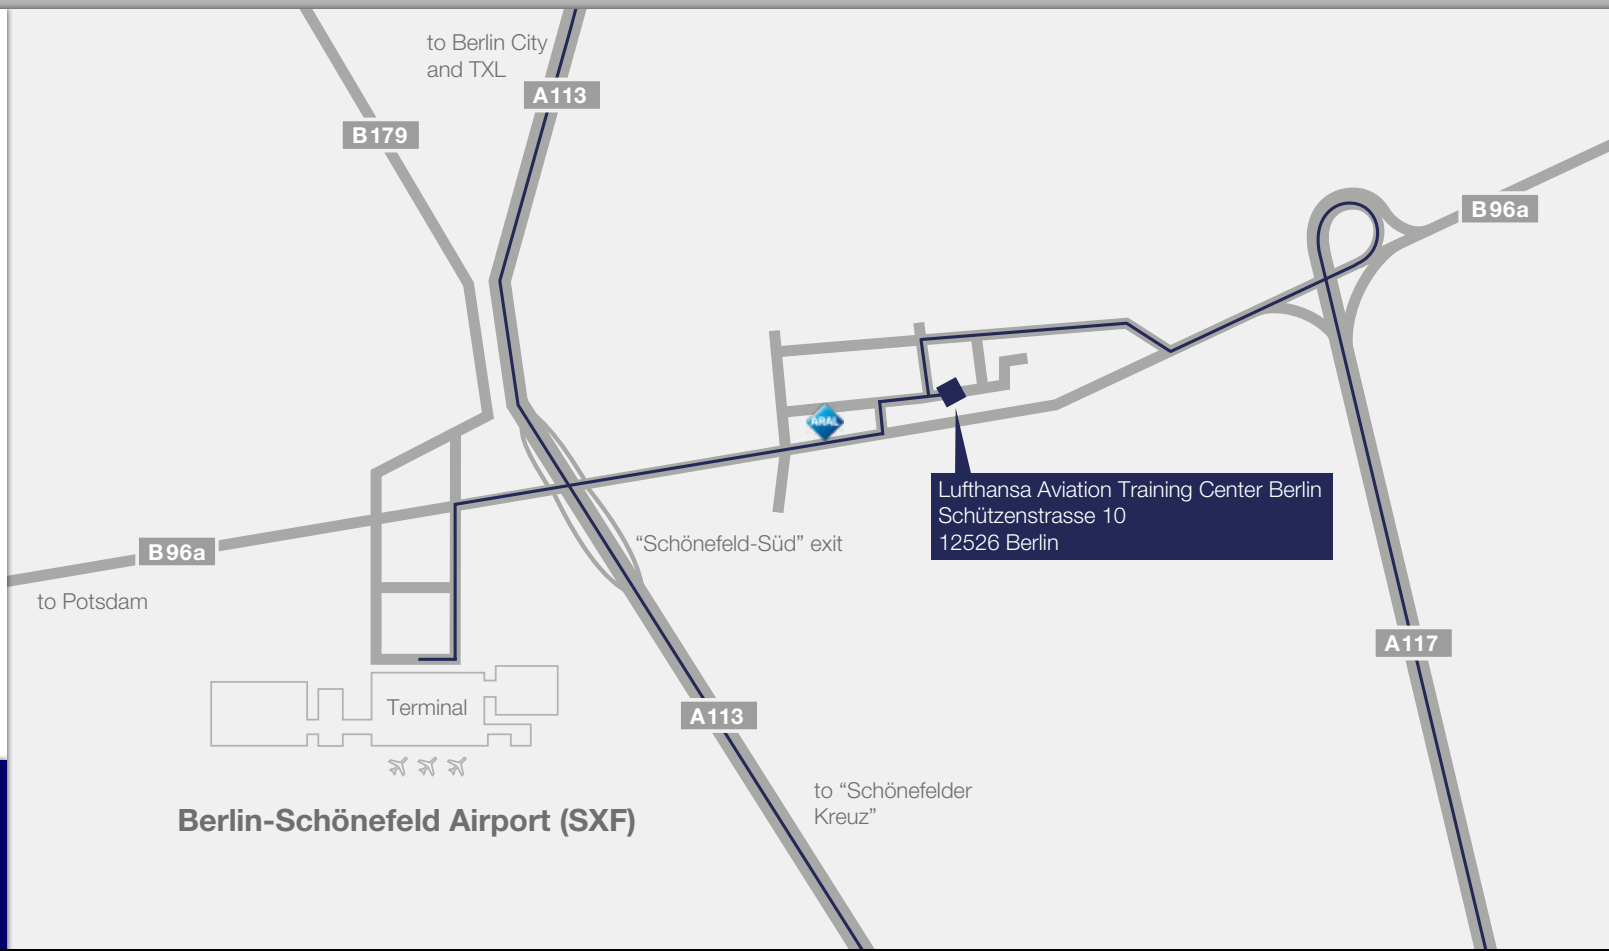 to Berlin City
and TXL
A113
B179
B96a
ARAL
Lufthansa Aviation Training Center Berlin
Schützenstrasse 10
12526 Berlin
“Schönefeld-Süd” exit
B96a
to Potsdam
A117
Terminal
A113
to “Schönefelder
Kreuz”
Berlin-Schönefeld Airport (SXF)